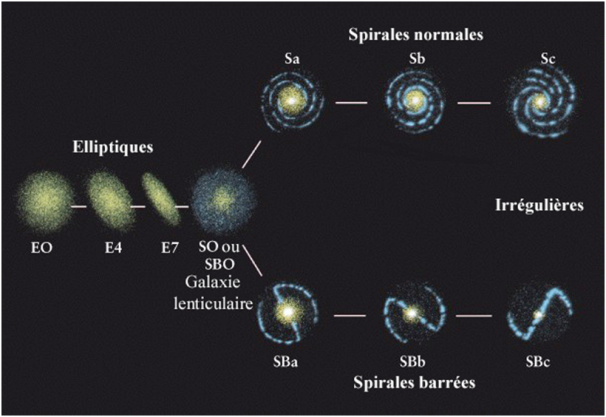 Spirales normales
Sa
Sb
Sc
Elliptiques
Irrégulières
EO
E4
E7
SO ou
SBO
Galaxie
lenticulaire
SBa
SBb
SBc
Spirales barrées